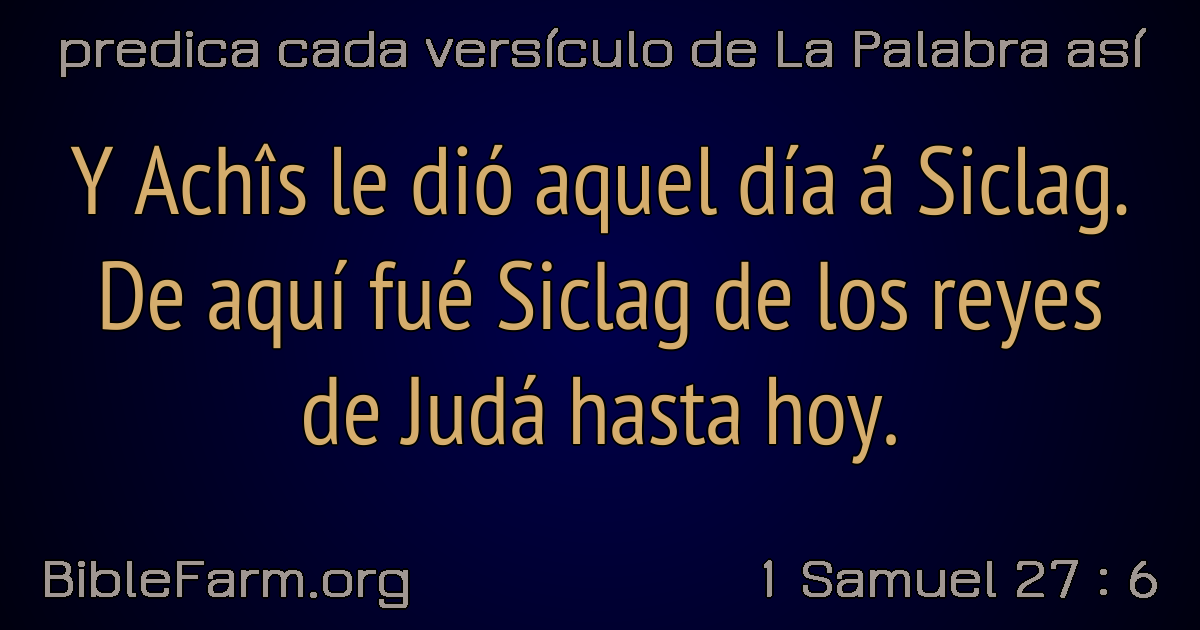 predica cada versículo de La Palabra así
Y Achîs le dió aquel día á Siclag.
De aquí fué Siclag de los reyes
de Judá hasta hoy.
BibleFarm.org
1 Samuel 27 : 6